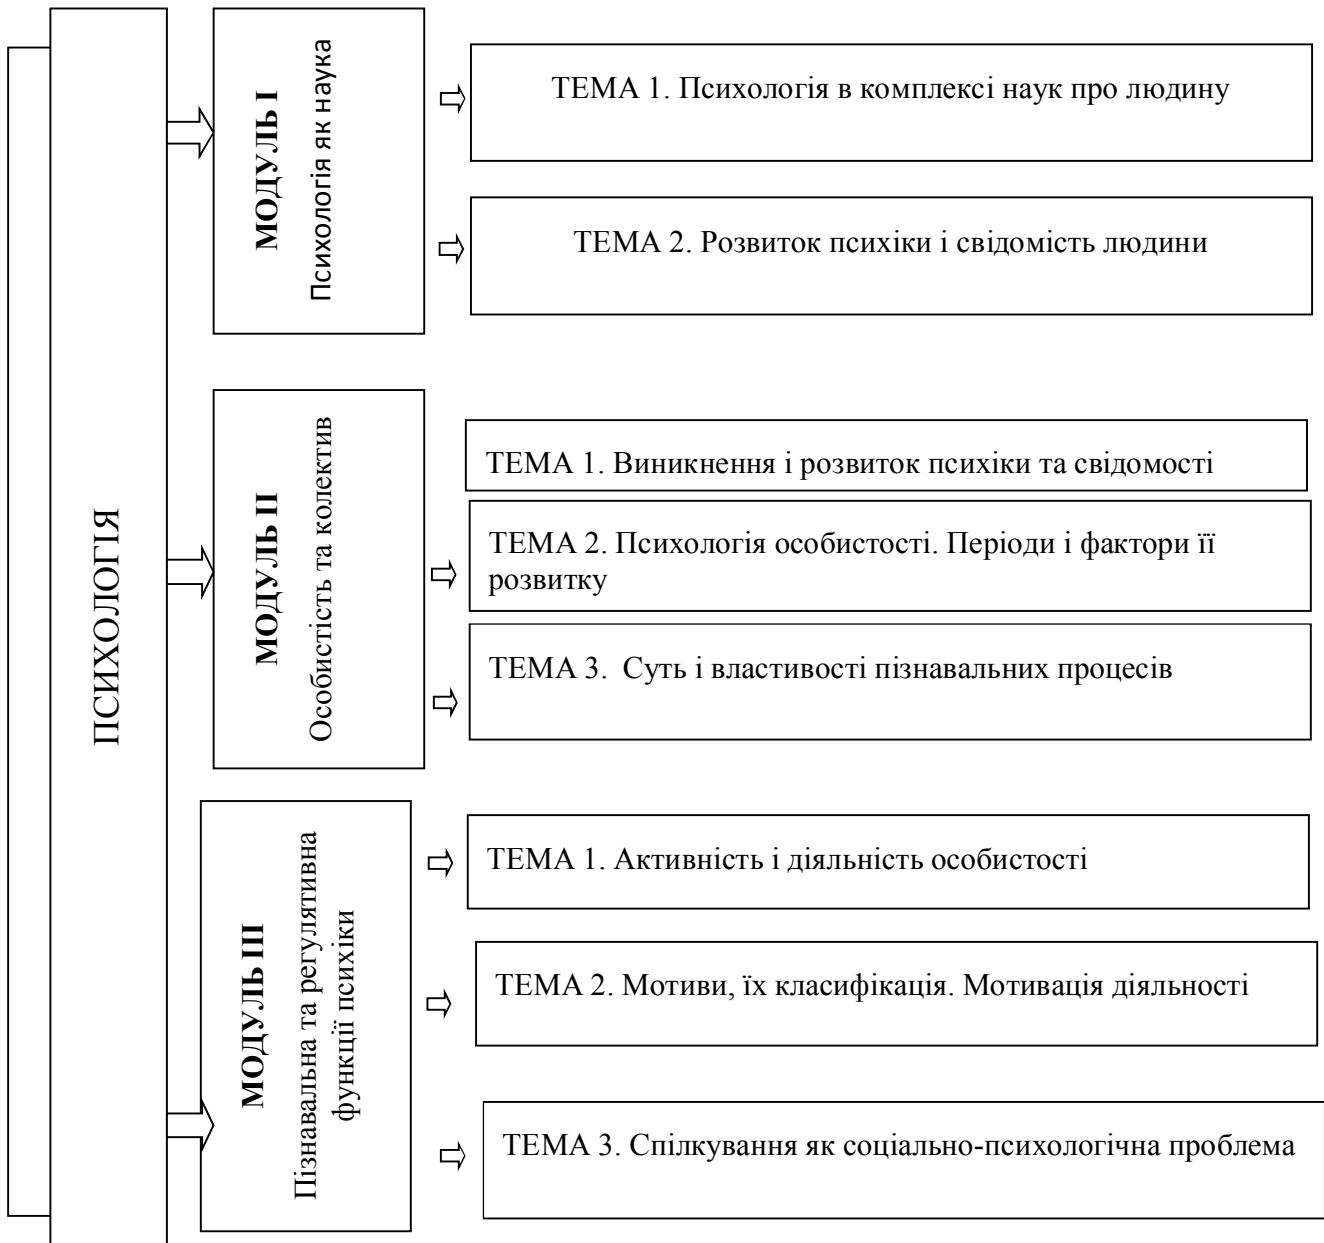 ПСИХОЛОГІЯ
МОДУЛЬ I
Психологія як наука
ТЕМА 1. Психологія в комплексі наук про людину
ТЕМА 2. Розвиток психіки і свідомість людини
МОДУЛЬ II
Особистість та колектив
ТЕМА 1. Виникнення і розвиток психіки та свідомості
ТЕМА 2. Психологія особистості. Періоди і фактори її
розвитку
ТЕМА 3. Суть і властивості пізнавальних процесів
МОДУЛЬ III
Пізнавальна та регулятивна
функції психіки
ТЕМА 1. Активність і діяльність особистості
ТЕМА 2. Мотиви, їх класифікація. Мотивація діяльності
ТЕМА 3. Спілкування як соціально-психологічна проблема